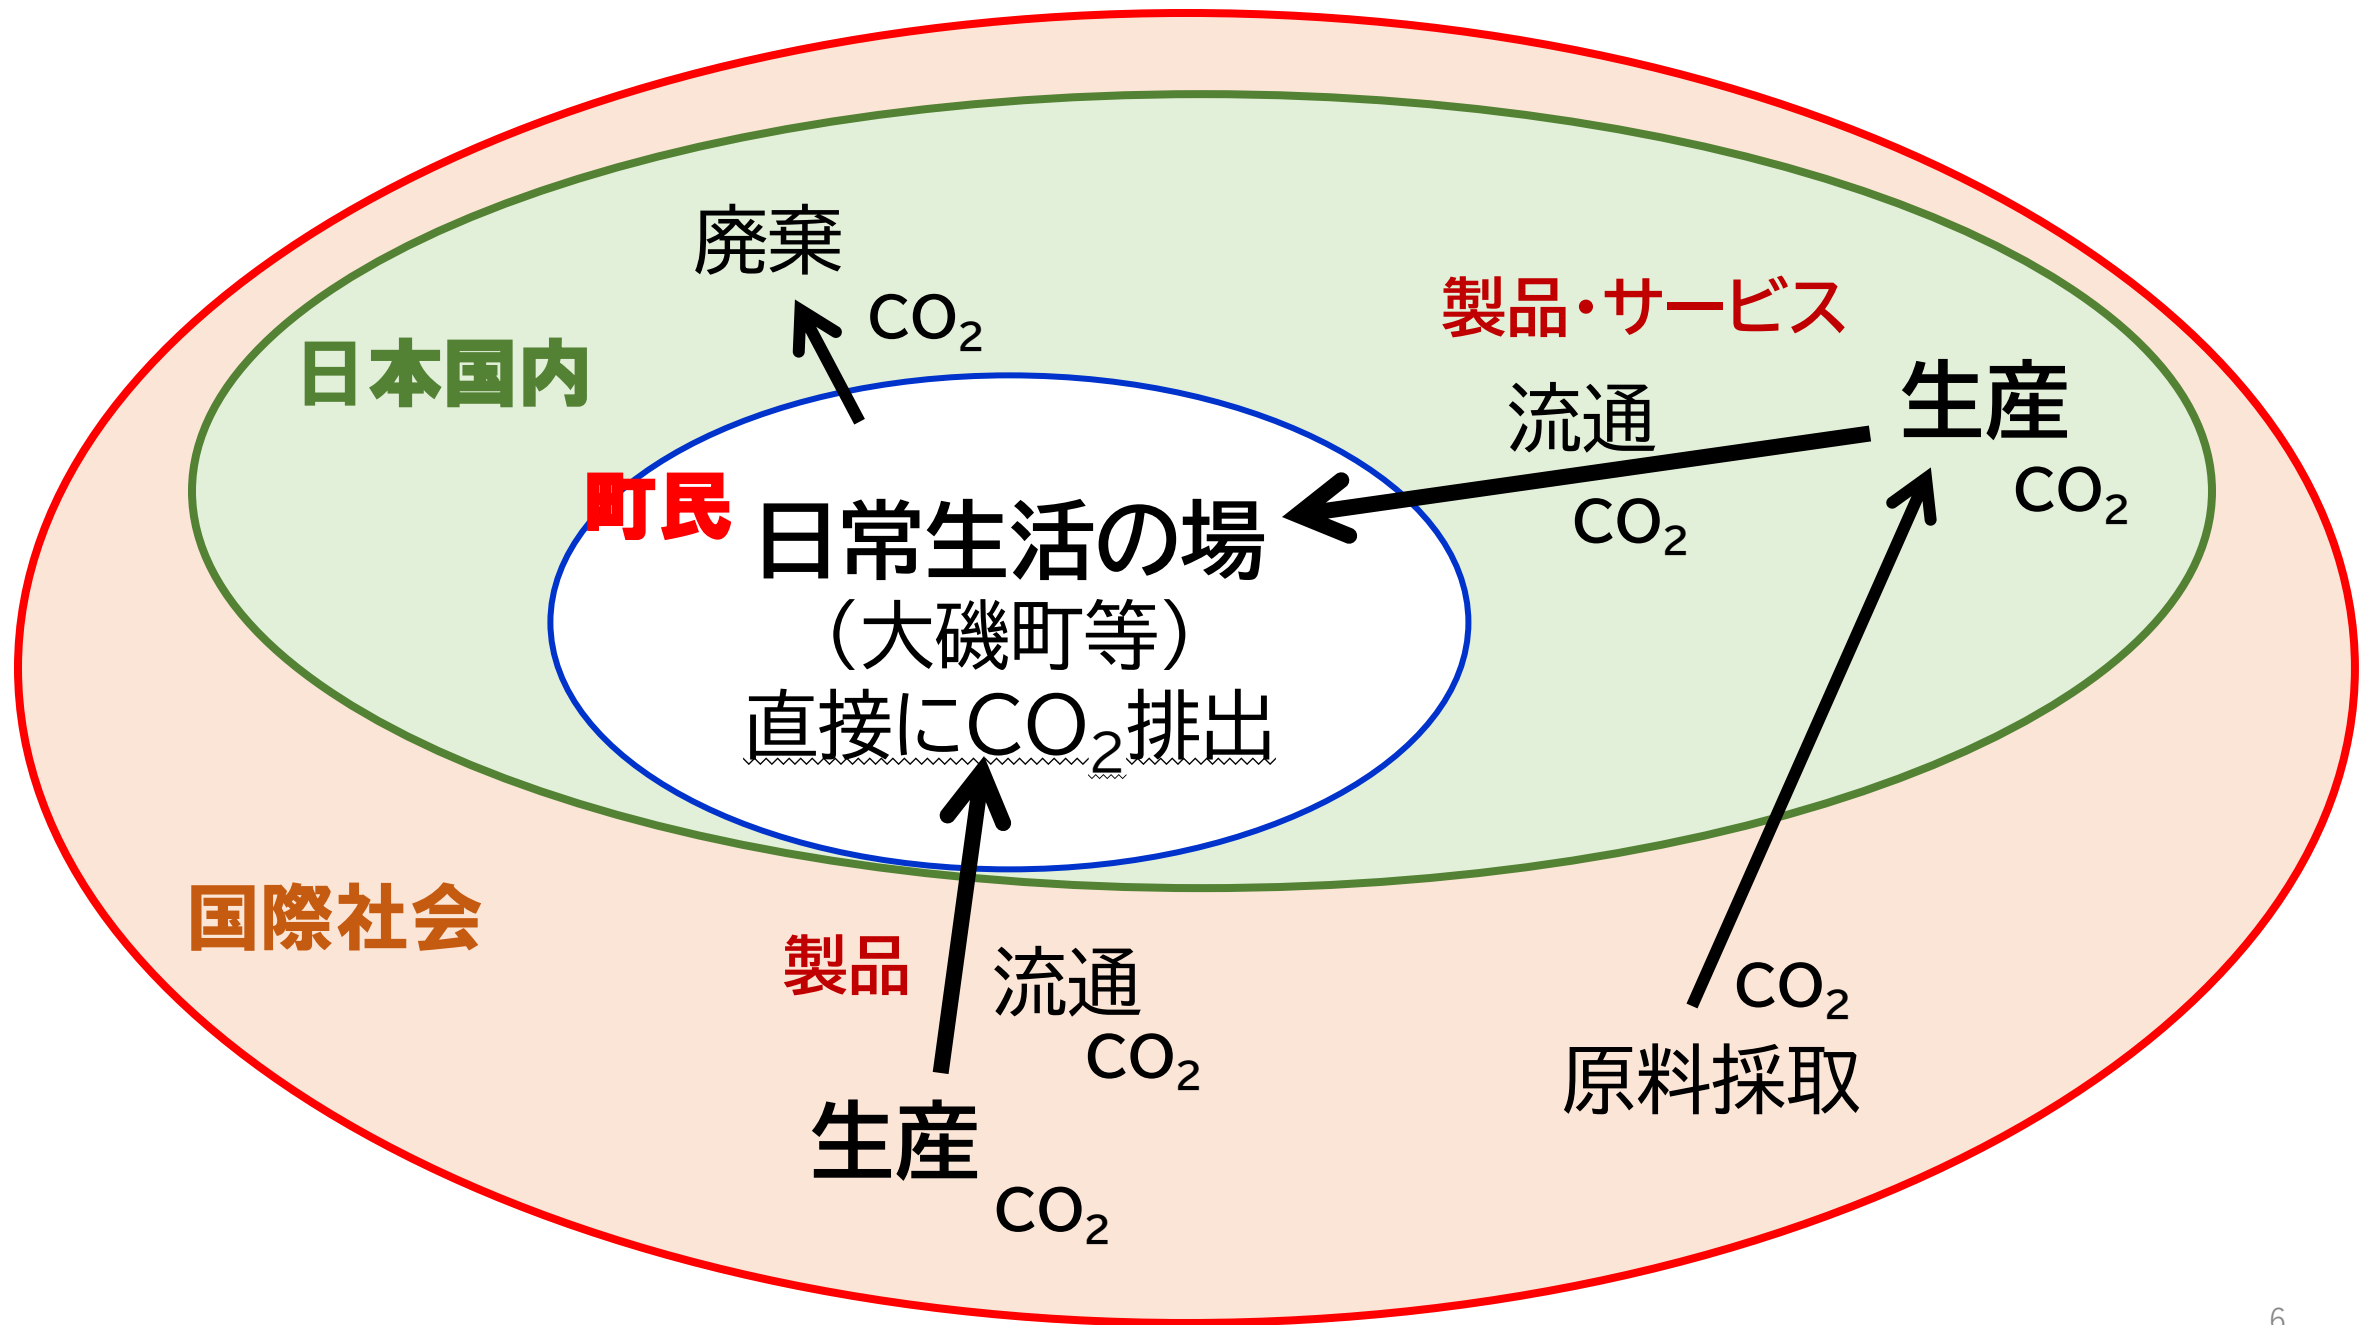 廃棄
CO₂
製品・サービス
日本国内
流通
生産
CO₂
CO₂
町民
日常生活の場
（大磯町等）
直接にCO₂排出
国際社会
製品
流通
CO₂
CO₂
原料採取
生産
CO₂
6